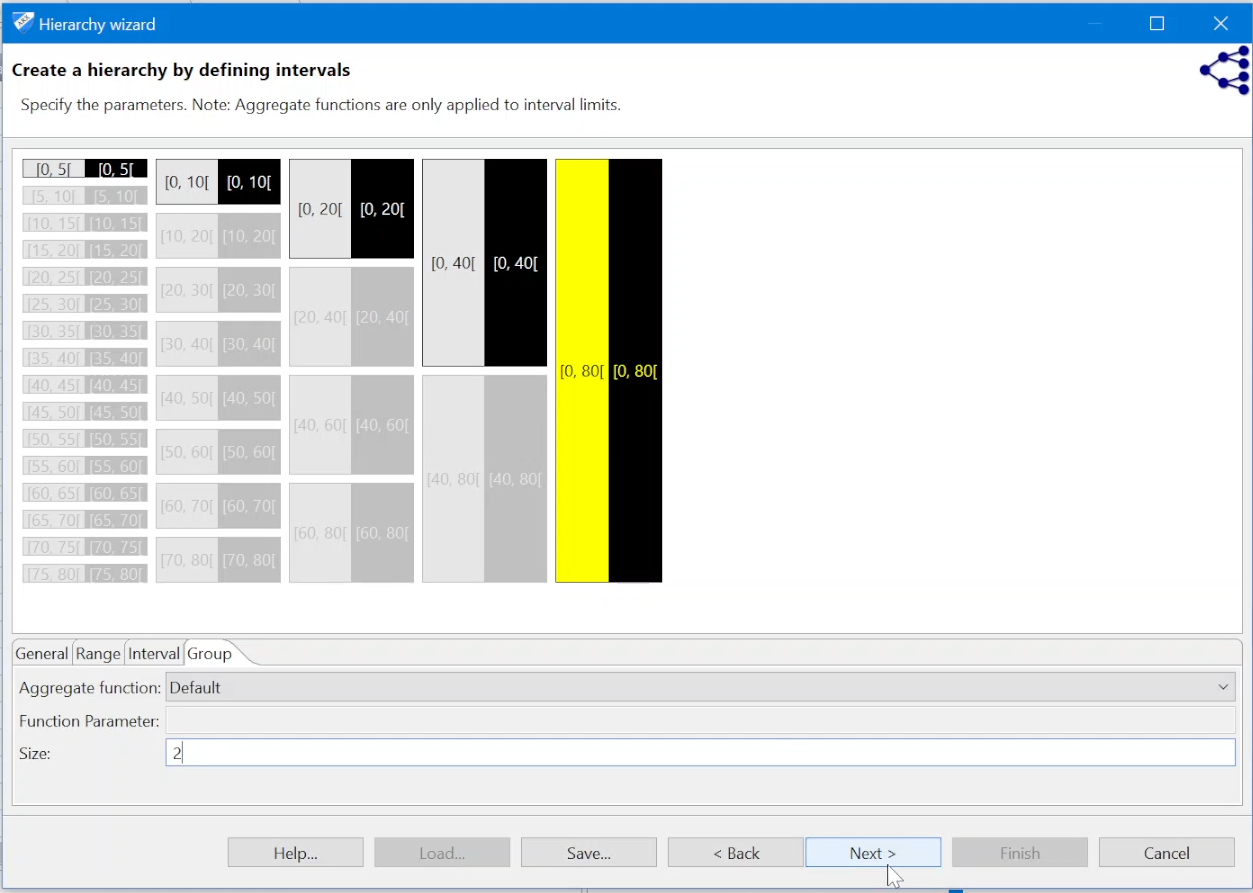 ARX Hierarchy wizard
Create a hierarchy by defining intervals
Specify the parameters. Note: Aggregate functions are only applied to interval limits.
[0, 5[ [0, 5[
[5, 10[ [5, 10[
[10, 15[ [10, 15[
[15, 20[ [15, 20[
[20, 25[ [20, 25[
[25, 30[ [25, 30[
[30, 35[ [30, 35[
[35, 40[ [35, 40[
[40, 45[ [40, 45[
[45, 50[ [45, 50[
[50, 55[ [50, 55[
[55, 60[ [55, 60[
[60, 65[ [60, 65[
[65, 70[ [65, 70[
[70, 75[ [70, 75[
[75, 80[ [75, 80[
[0, 10[ [0, 10[
[10, 20[ [10, 20[
[20, 30[ [20, 30[
[30, 40[ [30, 40[
[40, 50[ [40, 50[
[50, 60[ [50, 60[
[60, 70[ [60, 70[
[70, 80[ [70, 80[
[0, 20[ [0, 20[
[20, 40[ [20, 40[
[40, 60[ [40, 60[
[60, 80[ [60, 80[
[0, 40[ [0, 40[
[40, 80[ [40, 80[
[0, 80[ [0, 80[
General Range Interval Group
Aggregate function: Default
Function Parameter:
Size: 2
Help... Load... Save... < Back Next > Finish Cancel